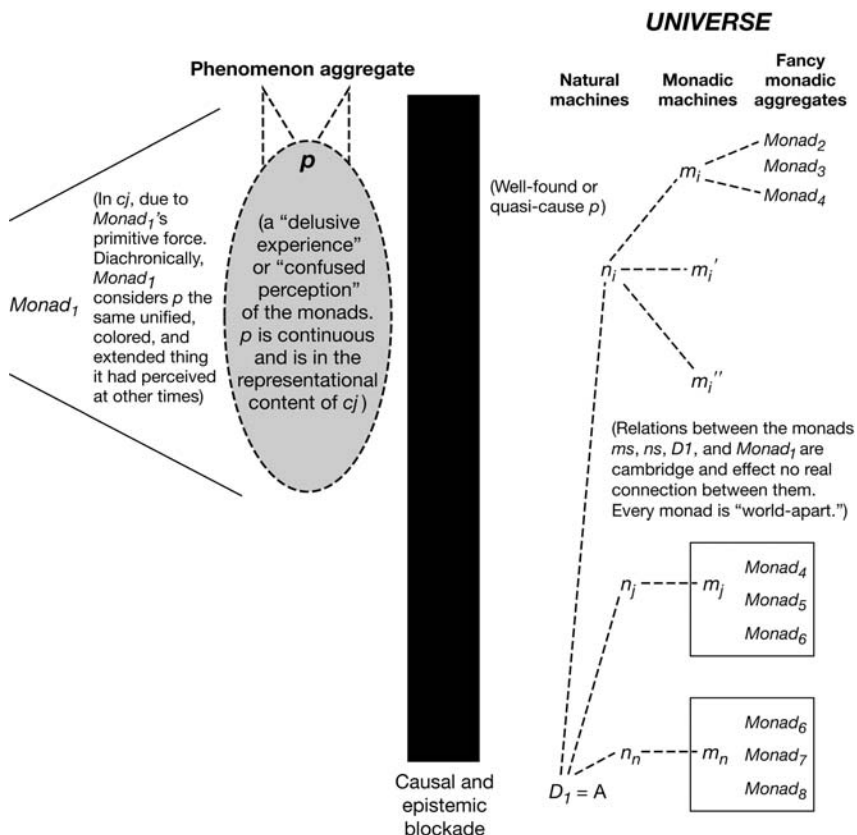 UNIVERSE
Phenomenon aggregate
Natural
machines
Monadic
machines
Fancy
monadic
aggregates
p
(a “delusive
experience”
or “confused
perception”
of the monads.
p is continuous
and is in the
representational
content of cj)
Monad1
(In cj, due to
Monad1’s
primitive force.
Diachronically,
Monad1
considers p the
same unified,
colored, and
extended thing
it had perceived
at other times)
(Well-found or
quasi-cause p)
ni
mi
Monad2
Monad3
Monad4
mi'
mi''
(Relations between the monads
ms, ns, D1, and Monad1 are
cambridge and effect no real
connection between them.
Every monad is “world-apart.”)
nj
mj
Monad4
Monad5
Monad6
nn
mn
Monad6
Monad7
Monad8
D1 = A
Causal and
epistemic
blockade